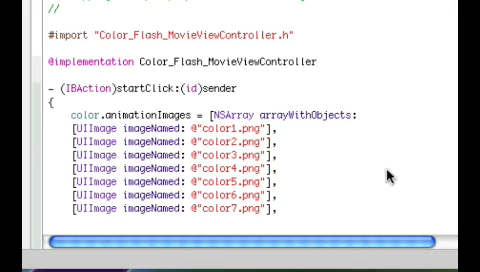 //
#import "Color_Flash_MovieViewController.h"
@implementation Color_Flash_MovieViewController
- (IBAction)startClick:(id)sender
{
color.animationImages = [NSArray arrayWithObjects:
[UIImage imageNamed: @"color1.png"],
[UIImage imageNamed: @"color2.png"],
[UIImage imageNamed: @"color3.png"],
[UIImage imageNamed: @"color4.png"],
[UIImage imageNamed: @"color5.png"],
[UIImage imageNamed: @"color6.png"],
[UIImage imageNamed: @"color7.png"],